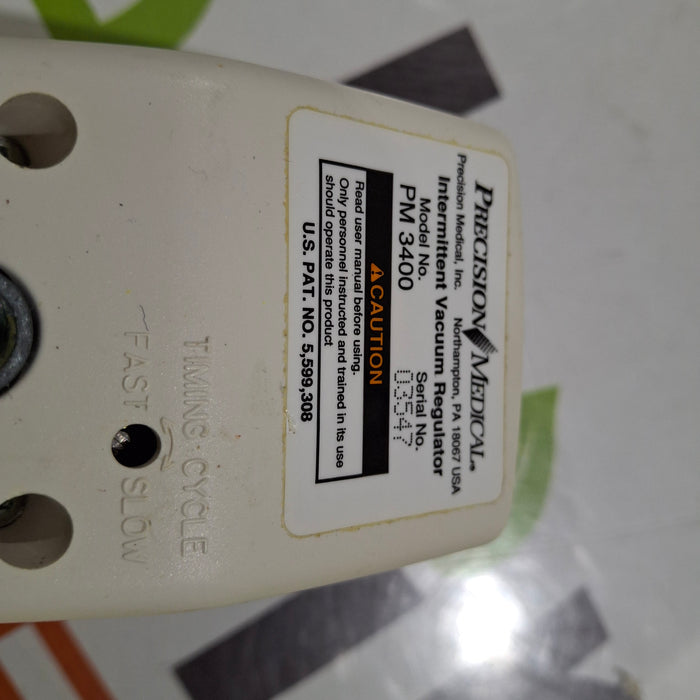 PRECISION MEDICAL
Precision Medical, Inc. Northampton, PA 18067 USA
Intermittent Vacuum Regulator
Model No. Serial No.
PM 3400 03547
CAUTION
Read user manual before using.
Only personnel instructed and trained in its use
should operate this product
U.S. PAT. NO. 5,599,308
TIMING CYCLE
FAST SLOW